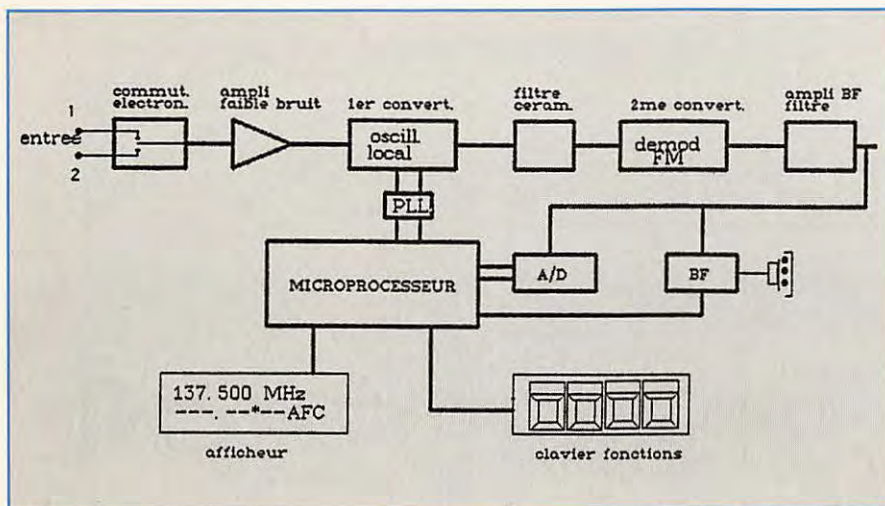 commut.
electron.
ampli
faible bruit
1er convert.
filtre
ceram.
2me convert.
ampli BF
filtre
1
entree
2
oscill.
local
demod
FM
PLL
MICROPROCESSEUR
A/D
BF
137.500 MHz
---.--*--AFC
afficheur
clavier fonctions